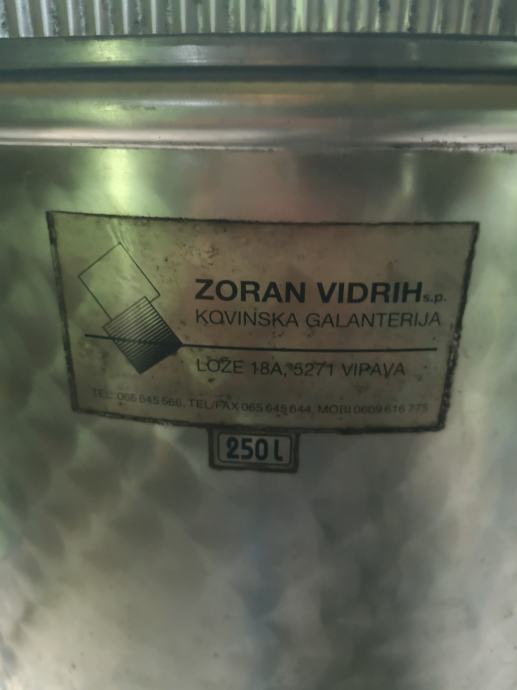 ZORAN VIDRIH s.p.
KOVINSKA GALANTERIJA
LOŽE 18A, 5271 VIPAVA
TEL: 065 645 566, TEL/FAX 065 645 644, MOBI 0609 616 775
250 L